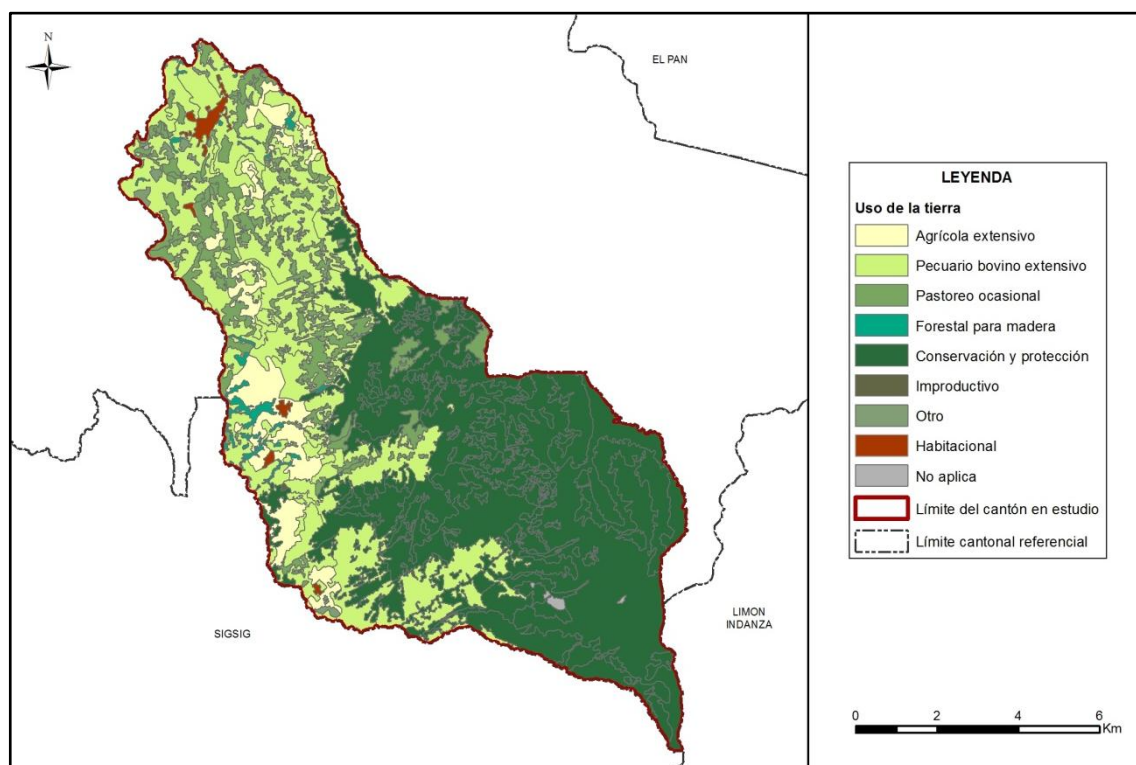 N
EL PAN
SIGSIG
LIMON
INDANZA
LEYENDA
Uso de la tierra
Agrícola extensivo
Pecuario bovino extensivo
Pastoreo ocasional
Forestal para madera
Conservación y protección
Improductivo
Otro
Habitacional
No aplica
Límite del cantón en estudio
Límite cantonal referencial
0 2 4 6
Km